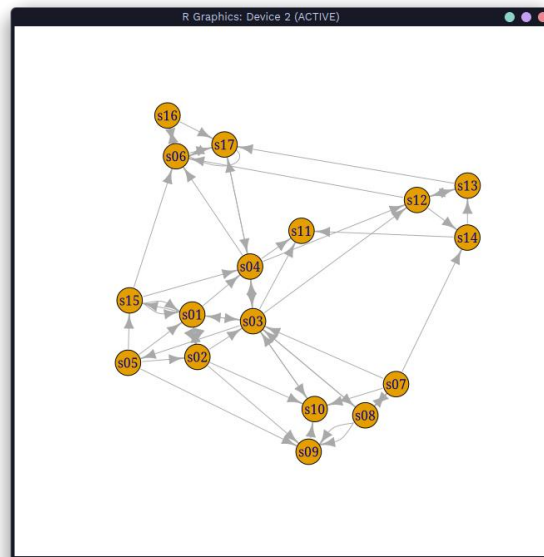 R Graphics: Device 2 (ACTIVE)
s16
s17
s06
s13
s12
s11
s14
s04
s15
s01
s03
s02
s05
s07
s10
s08
s09